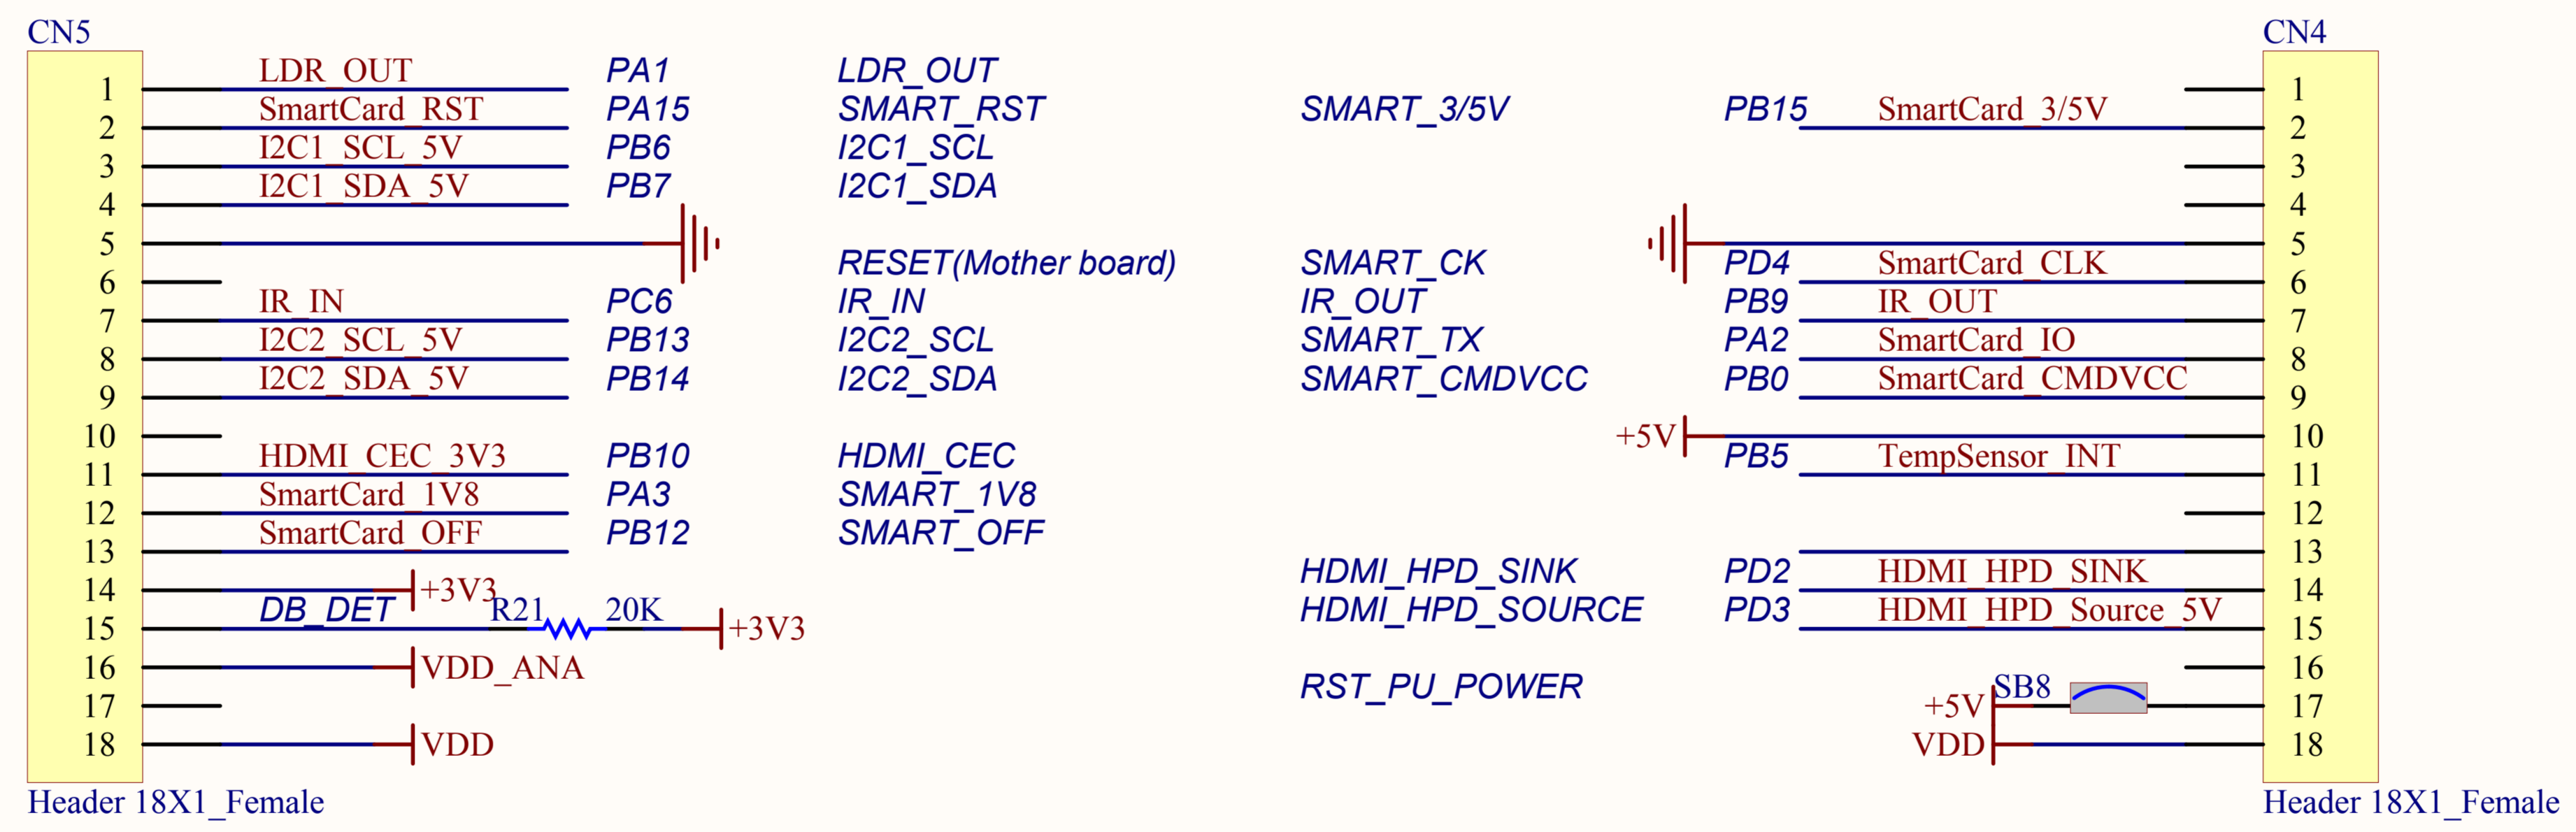 CN5 CN4
1 LDR_OUT PA1 LDR_OUT 1
2 SmartCard_RST PA15 SMART_RST SMART_3/5V PB15 SmartCard_3/5V 2
3 I2C1_SCL_5V PB6 I2C1_SCL 3
4 I2C1_SDA_5V PB7 I2C1_SDA 4
5 5
6 RESET(Mother board) SMART_CK PD4 SmartCard_CLK 6
7 IR_IN PC6 IR_IN IR_OUT PB9 IR_OUT 7
8 I2C2_SCL_5V PB13 I2C2_SCL SMART_TX PA2 SmartCard_IO 8
9 I2C2_SDA_5V PB14 I2C2_SDA SMART_CMDVCC PB0 SmartCard_CMDVCC 9
10 +5V 10
11 HDMI_CEC_3V3 PB10 HDMI_CEC PB5 TempSensor_INT 11
12 SmartCard_1V8 PA3 SMART_1V8 12
13 SmartCard_OFF PB12 SMART_OFF 13
14 +3V3 HDMI_HPD_SINK PD2 HDMI_HPD_SINK 14
15 DB_DET R21 20K +3V3 HDMI_HPD_SOURCE PD3 HDMI_HPD_Source_5V 15
16 VDD_ANA 16
17 RST_PU_POWER +5V SB8 17
18 VDD VDD 18
Header 18X1_Female Header 18X1_Female